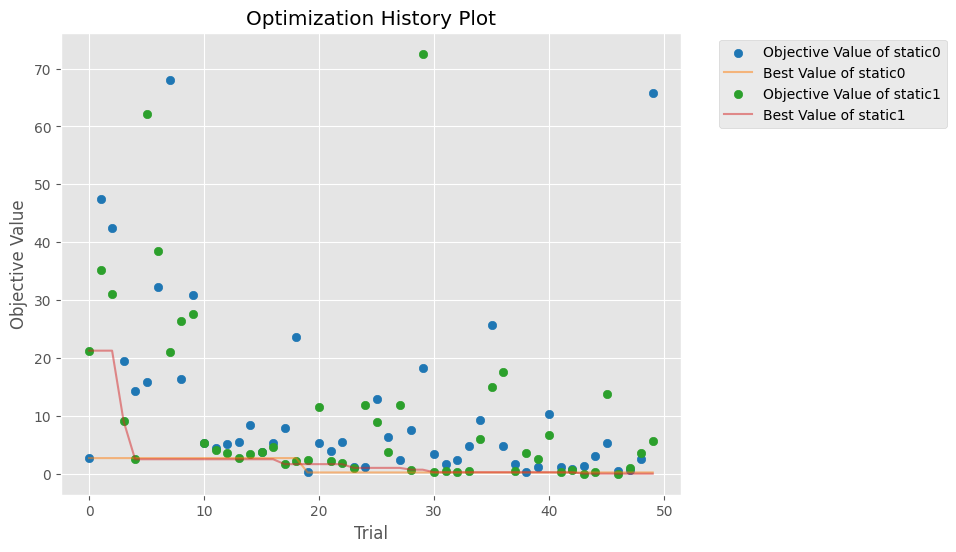 Optimization History Plot
Objective Value of static0
Best Value of static0
Objective Value of static1
Best Value of static1
Objective Value
70
60
50
40
30
20
10
0
0
10
20
30
40
50
Trial